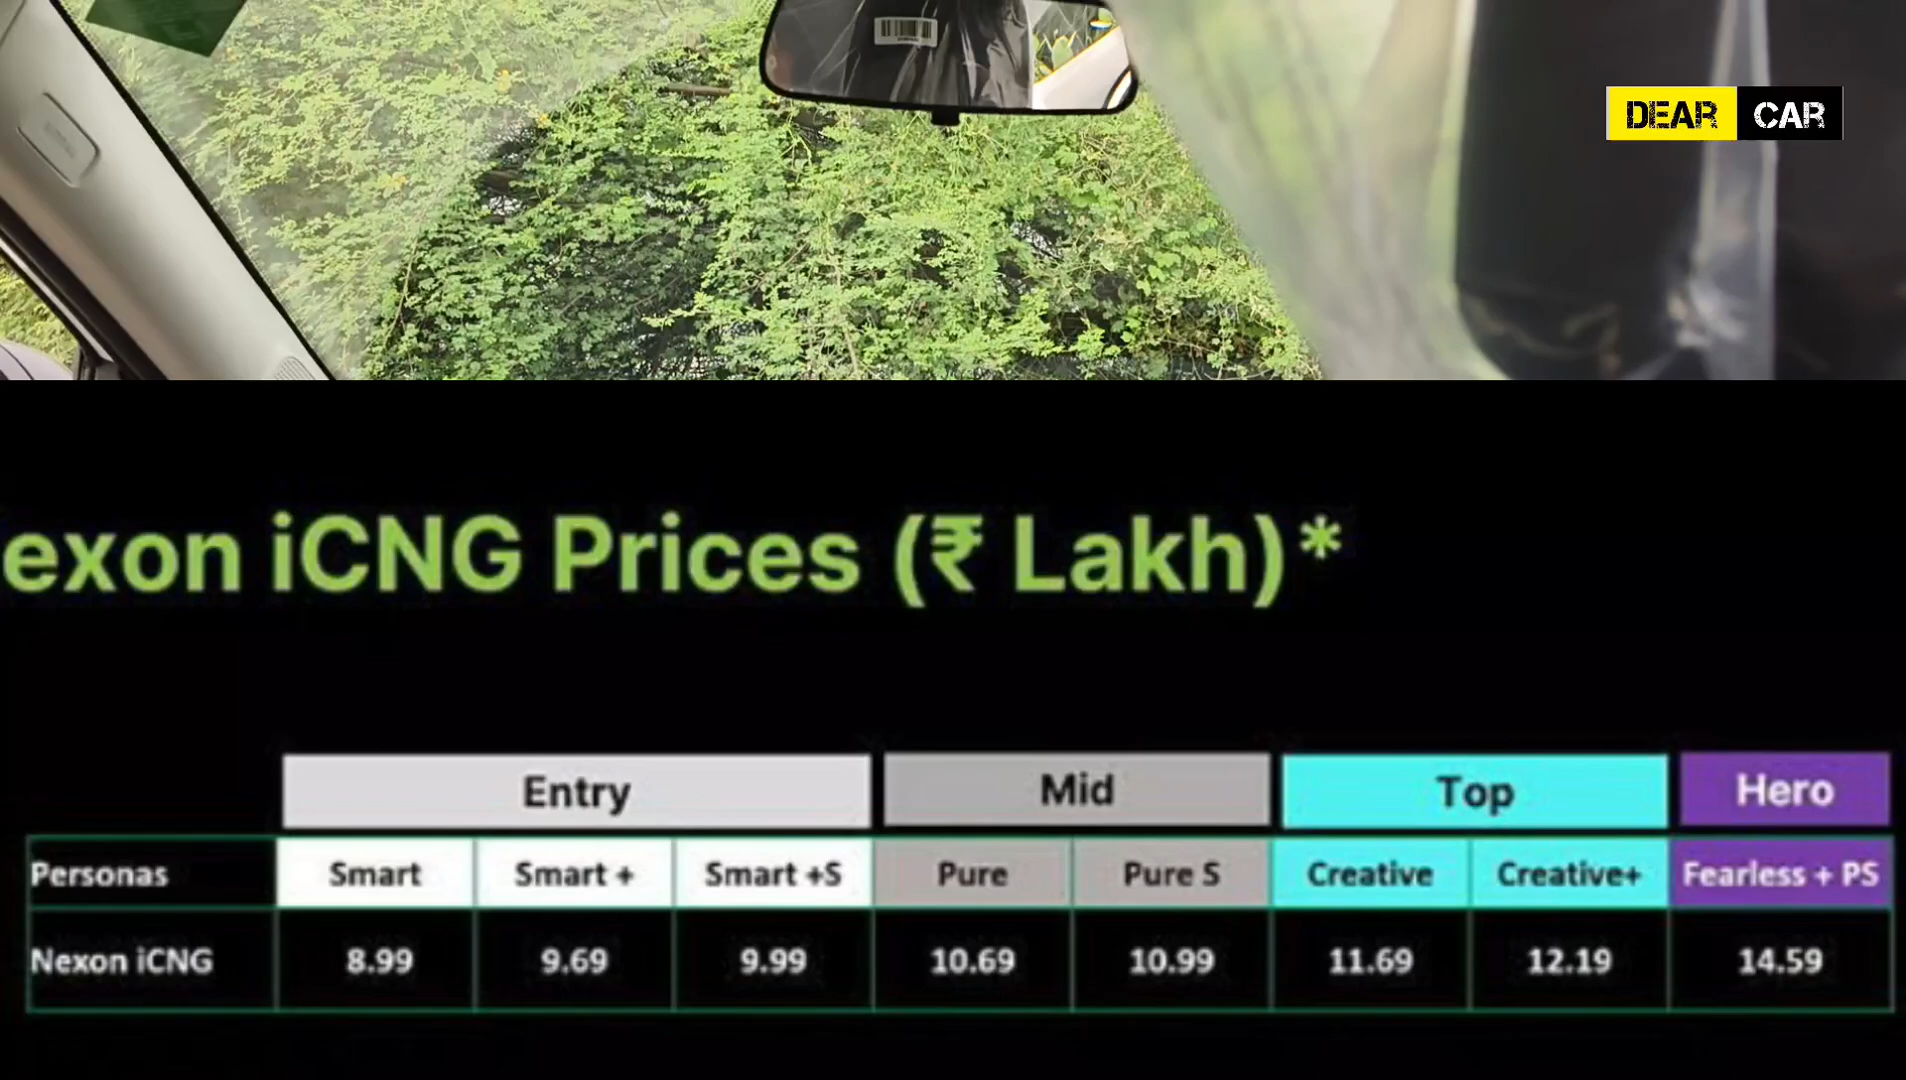 DEAR CAR
exon iCNG Prices (₹ Lakh)*
Entry Mid Top Hero
Personas Smart Smart + Smart +S Pure Pure S Creative Creative+ Fearless + PS
Nexon iCNG 8.99 9.69 9.99 10.69 10.99 11.69 12.19 14.59